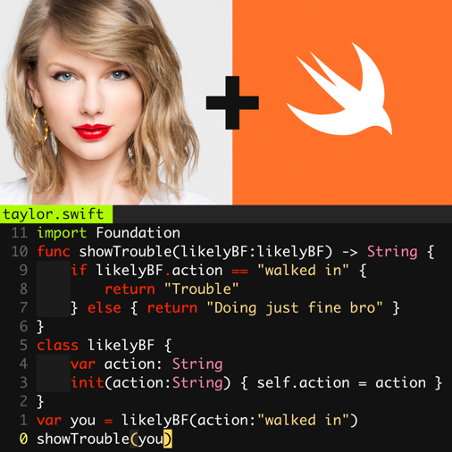 +
taylor.swift
11 import Foundation
10 func showTrouble(likelyBF:likelyBF) -> String {
9     if likelyBF.action == "walked in" {
8         return "Trouble"
7     } else { return "Doing just fine bro" }
6 }
5 class likelyBF {
4     var action: String
3     init(action:String) { self.action = action }
2 }
1 var you = likelyBF(action:"walked in")
0 showTrouble(you)